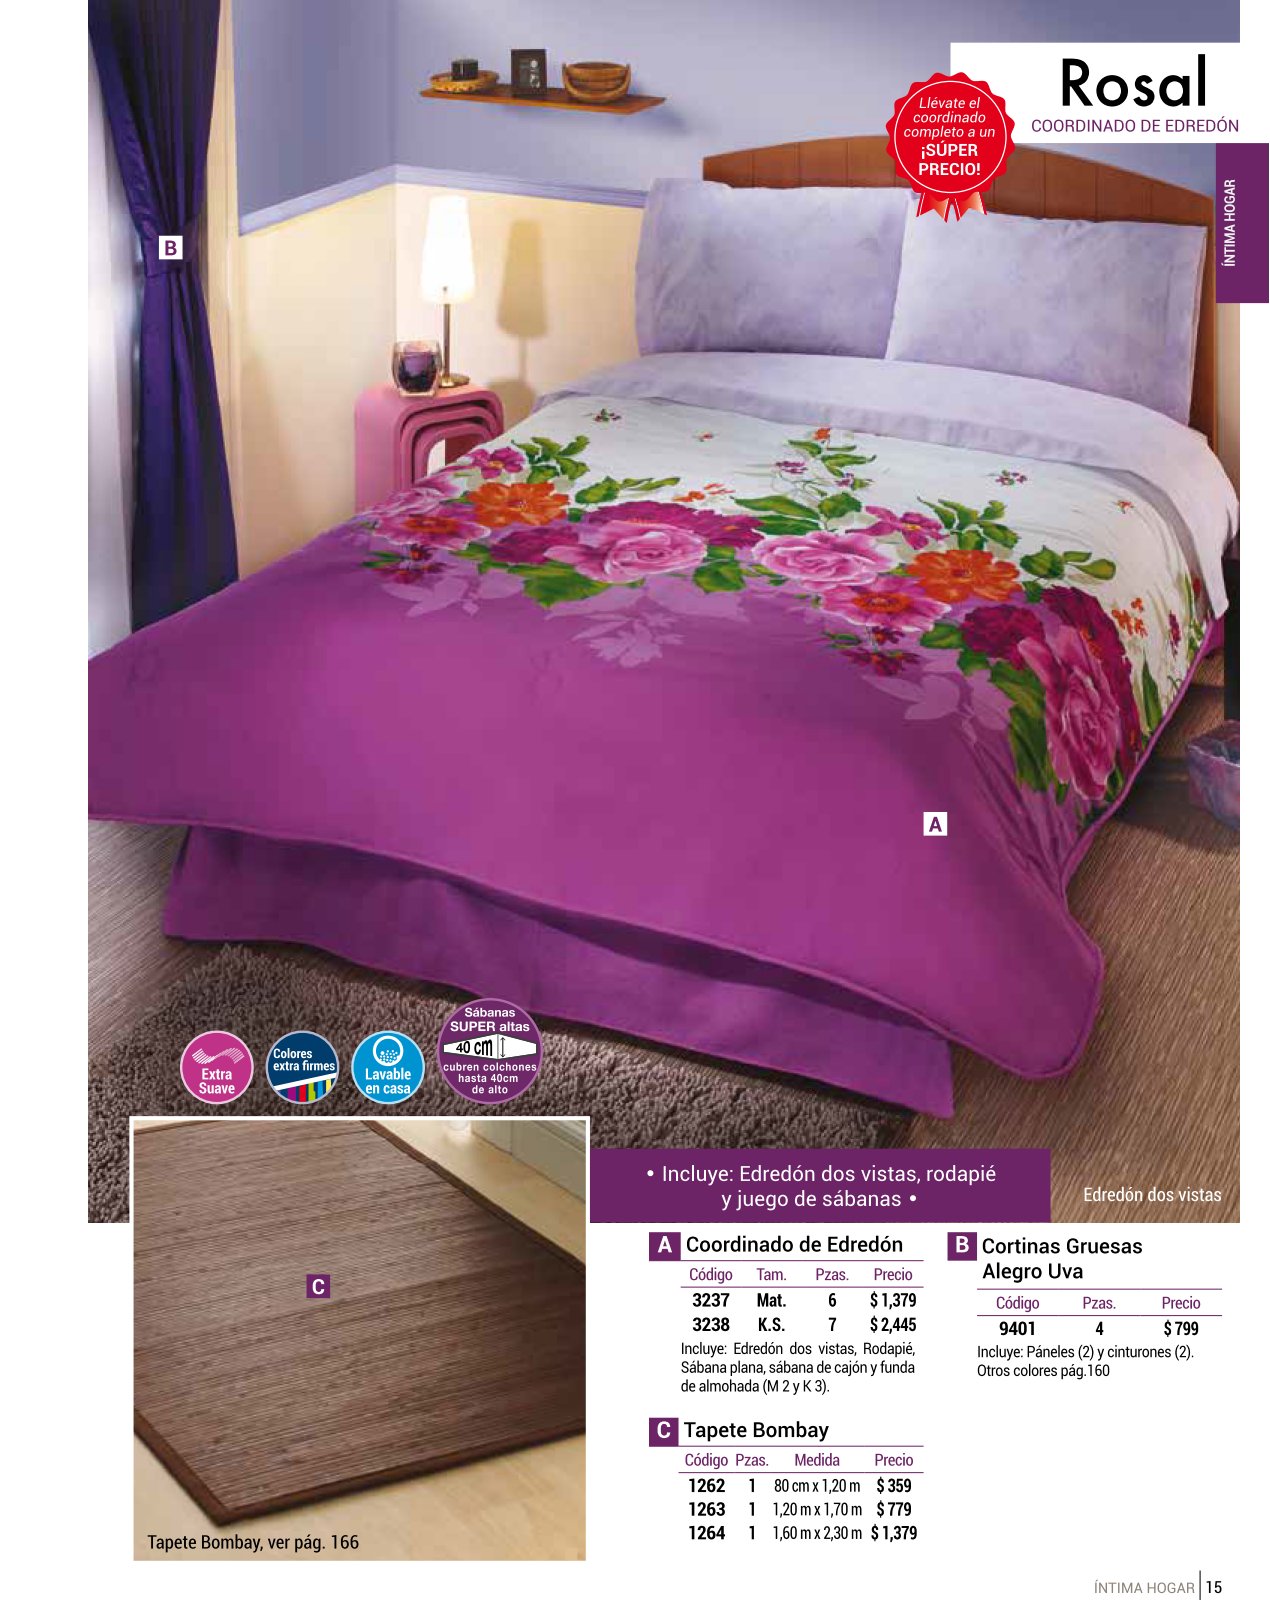 Rosal
COORDINADO DE EDREDÓN
Llévate el
coordinado
completo a un
¡SÚPER
PRECIO!
ÍNTIMA HOGAR
B
A
Extra
Suave
Colores
extra firmes
Lavable
en casa
Sábanas
SUPER altas
40 cm
cubren colchones
hasta 40cm
de alto
• Incluye: Edredón dos vistas, rodapié
y juego de sábanas •
Edredón dos vistas
C
Tapete Bombay, ver pág. 166
A Coordinado de Edredón
Código Tam. Pzas. Precio
3237 Mat. 6 $ 1,379
3238 K.S. 7 $ 2,445
Incluye: Edredón dos vistas, Rodapié,
Sábana plana, sábana de cajón y funda
de almohada (M 2 y K 3).
B Cortinas Gruesas
Alegro Uva
Código Pzas. Precio
9401 4 $ 799
Incluye: Páneles (2) y cinturones (2).
Otros colores pág.160
C Tapete Bombay
Código Pzas. Medida Precio
1262 1 80 cm x 1,20 m $ 359
1263 1 1,20 m x 1,70 m $ 779
1264 1 1,60 m x 2,30 m $ 1,379
ÍNTIMA HOGAR 15